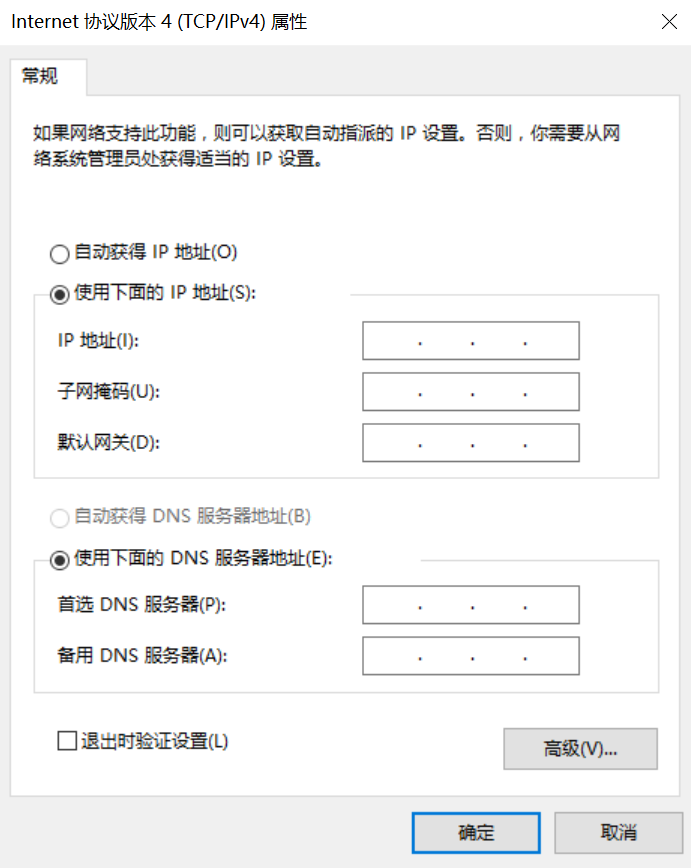 Internet 协议版本 4 (TCP/IPv4) 属性
常规
如果网络支持此功能，则可以获取自动指派的 IP 设置。否则，你需要从网
络系统管理员处获得适当的 IP 设置。
自动获得 IP 地址(O)
使用下面的 IP 地址(S):
IP 地址(I):
子网掩码(U):
默认网关(D):
自动获得 DNS 服务器地址(B)
使用下面的 DNS 服务器地址(E):
首选 DNS 服务器(P):
备用 DNS 服务器(A):
退出时验证设置(L)
高级(V)...
确定
取消